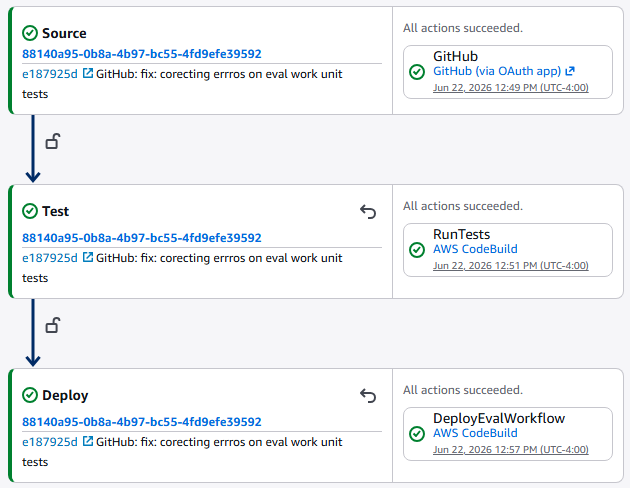 Source
88140a95-0b8a-4b97-bc55-4fd9efe39592
e187925d GitHub: fix: corecting errros on eval work unit
tests
All actions succeeded.
GitHub
GitHub (via OAuth app)
Jun 22, 2026 12:49 PM (UTC-4:00)
Test
88140a95-0b8a-4b97-bc55-4fd9efe39592
e187925d GitHub: fix: corecting errros on eval work unit
tests
All actions succeeded.
RunTests
AWS CodeBuild
Jun 22, 2026 12:51 PM (UTC-4:00)
Deploy
88140a95-0b8a-4b97-bc55-4fd9efe39592
e187925d GitHub: fix: corecting errros on eval work unit
tests
All actions succeeded.
DeployEvalWorkflow
AWS CodeBuild
Jun 22, 2026 12:57 PM (UTC-4:00)